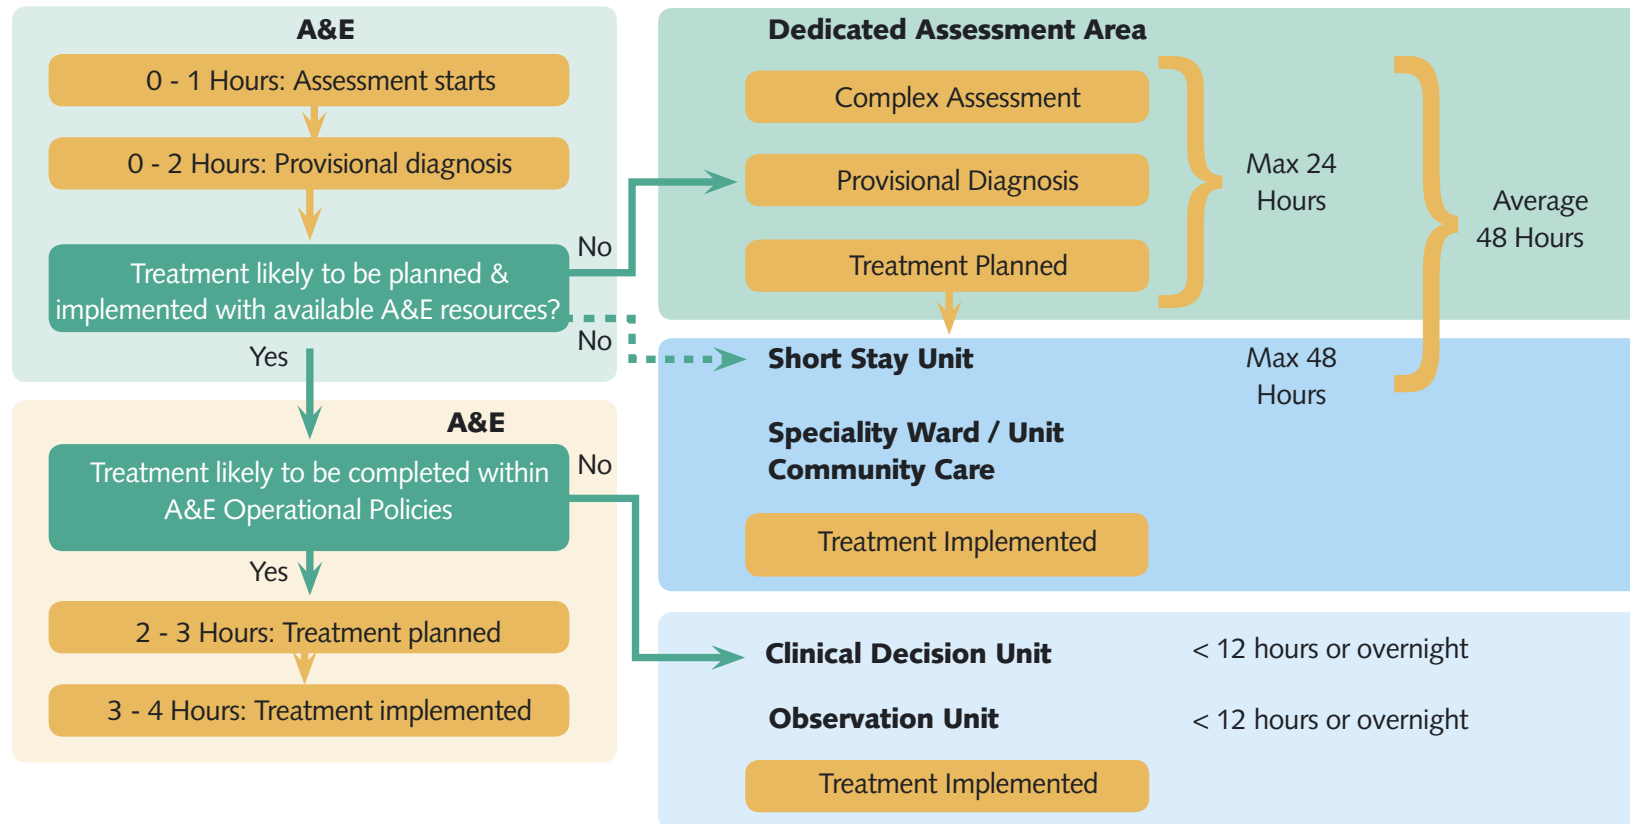 A&E
0 - 1 Hours: Assessment starts
0 - 2 Hours: Provisional diagnosis
Treatment likely to be planned &
implemented with available A&E resources?
No
No
Yes
A&E
Treatment likely to be completed within
A&E Operational Policies
No
Yes
2 - 3 Hours: Treatment planned
3 - 4 Hours: Treatment implemented
Dedicated Assessment Area
Complex Assessment
Provisional Diagnosis
Treatment Planned
Max 24
Hours
Average
48 Hours
Short Stay Unit
Max 48
Hours
Speciality Ward / Unit
Community Care
Treatment Implemented
Clinical Decision Unit
< 12 hours or overnight
Observation Unit
< 12 hours or overnight
Treatment Implemented